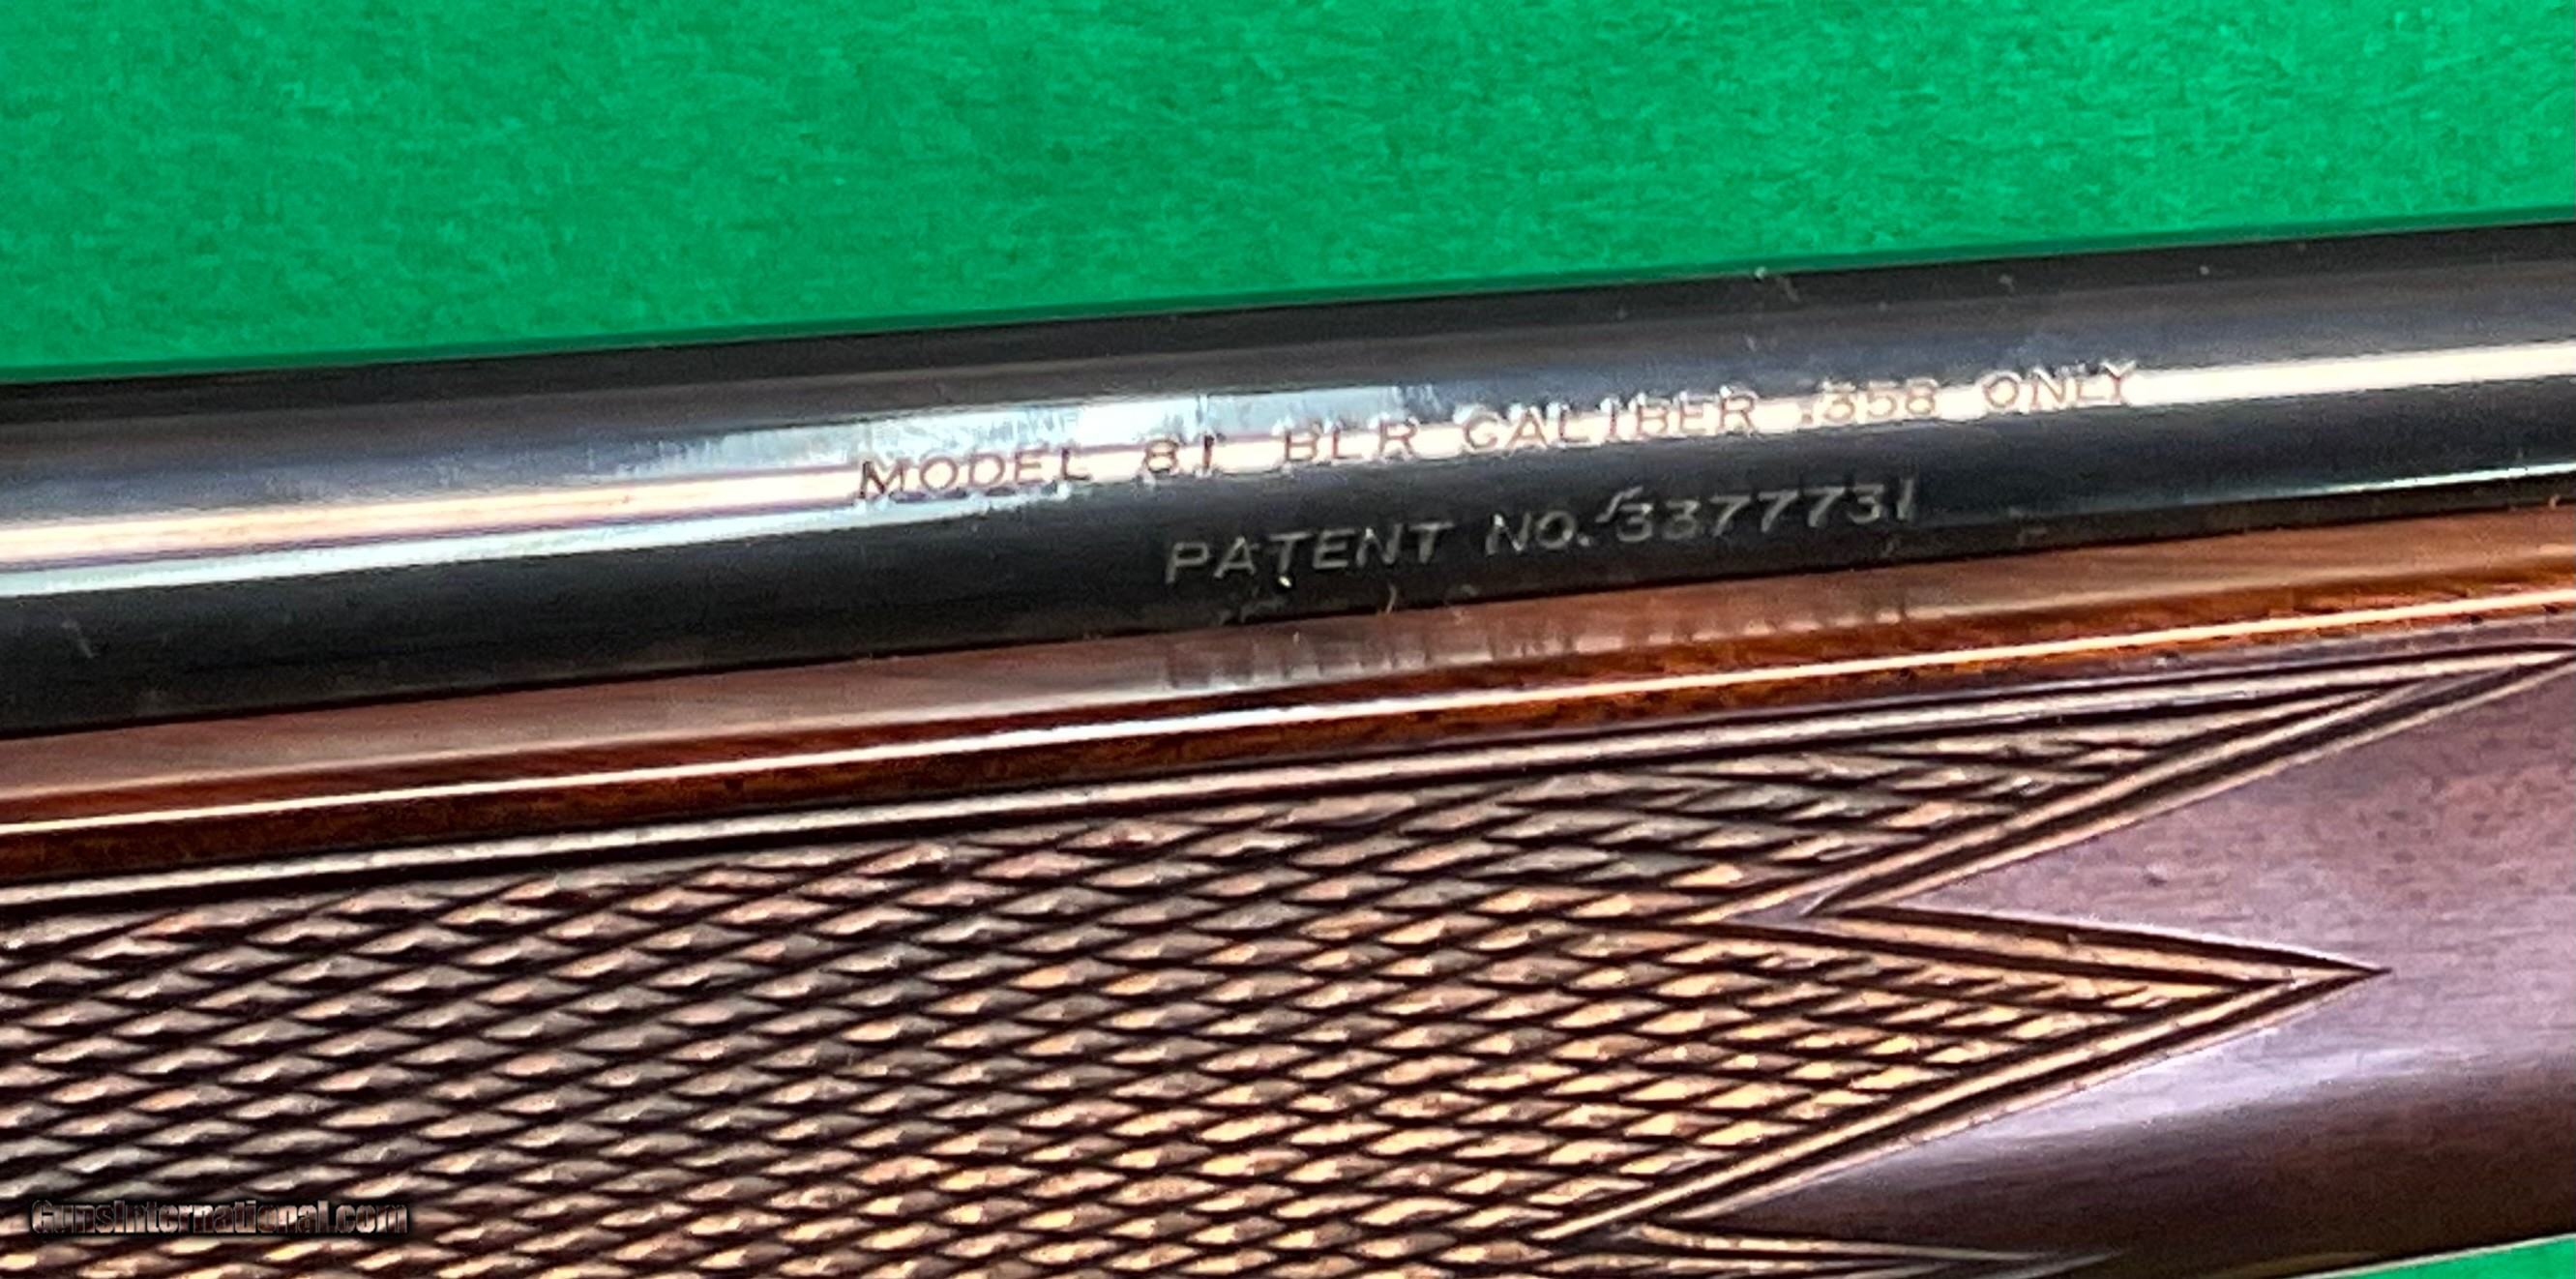 MODEL 81 BLR CALIBER .358 ONLY
PATENT NO. 3377731
GunsInternational.com